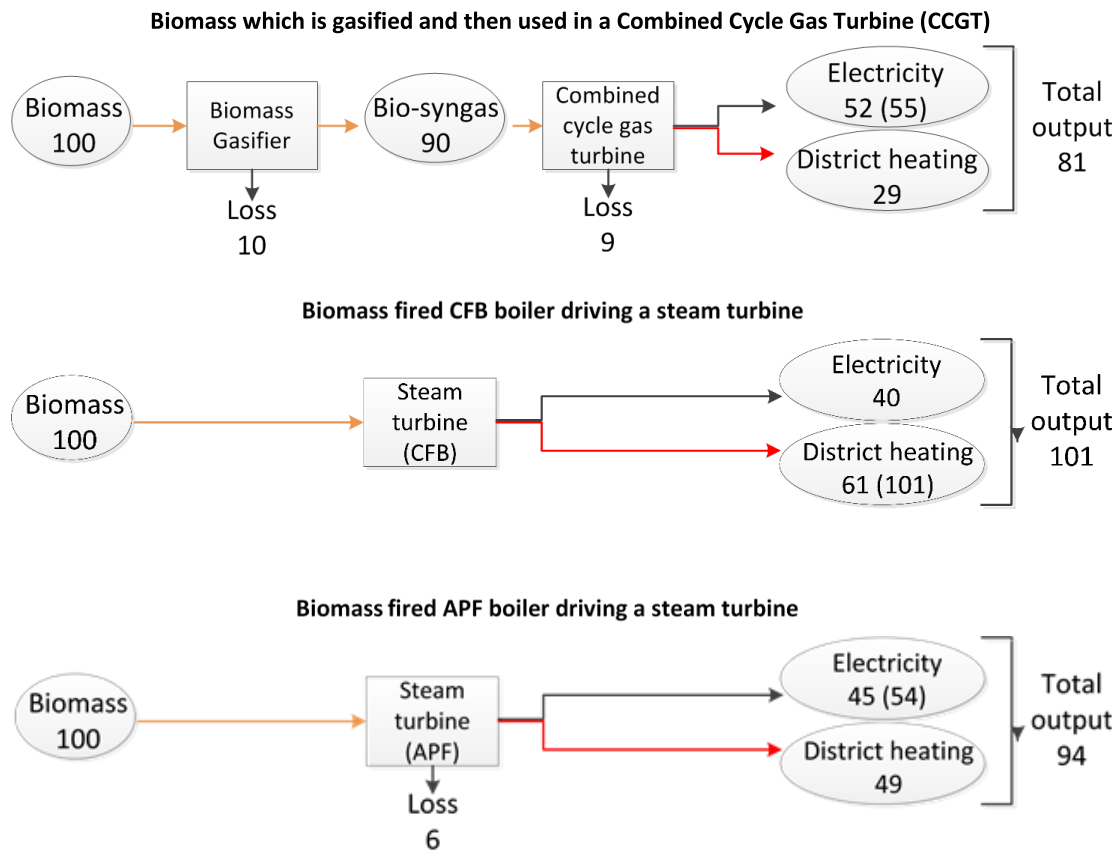 Biomass which is gasified and then used in a Combined Cycle Gas Turbine (CCGT)
Biomass
100
Biomass
Gasifier
Loss
10
Bio-syngas
90
Combined
cycle gas
turbine
Loss
9
Electricity
52 (55)
District heating
29
Total
output
81
Biomass fired CFB boiler driving a steam turbine
Biomass
100
Steam
turbine
(CFB)
Electricity
40
District heating
61 (101)
Total
output
101
Biomass fired APF boiler driving a steam turbine
Biomass
100
Steam
turbine
(APF)
Loss
6
Electricity
45 (54)
District heating
49
Total
output
94